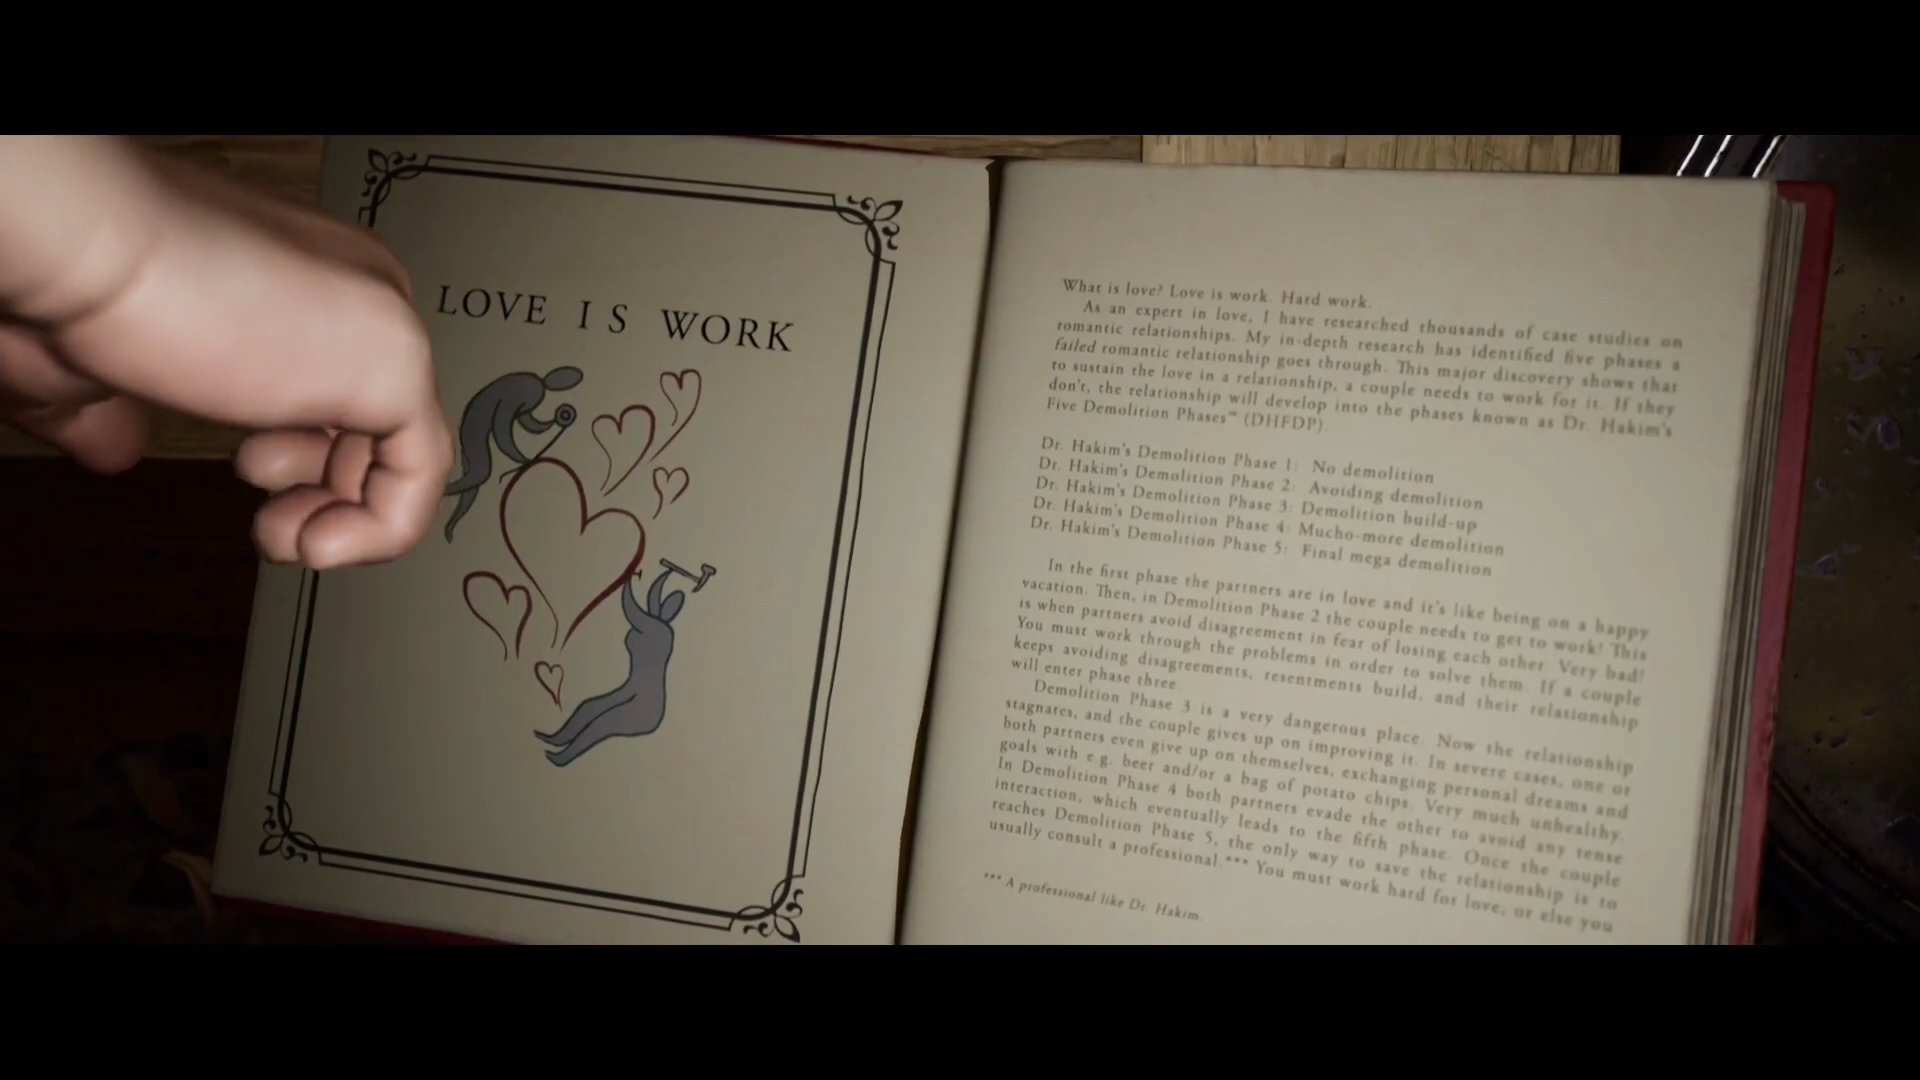 LOVE IS WORK
What is love? Love is work. Hard work.
As an expert in love, I have researched thousands of case studies on
romantic relationships. My in-depth research has identified five phases a
failed romantic relationship goes through. This major discovery shows that
to sustain the love in a relationship, a couple needs to work for it. If they
don't, the relationship will develop into the phases known as Dr. Hakim's
Five Demolition Phases™ (DHFDP).
Dr. Hakim's Demolition Phase 1: No demolition
Dr. Hakim's Demolition Phase 2: Avoiding demolition
Dr. Hakim's Demolition Phase 3: Demolition build-up
Dr. Hakim's Demolition Phase 4: Mucho-more demolition
Dr. Hakim's Demolition Phase 5: Final mega demolition
In the first phase the partners are in love and it's like being on a happy
vacation. Then, in Demolition Phase 2 the couple needs to get to work! This
is when partners avoid disagreement in fear of losing each other. Very bad!
You must work through the problems in order to solve them. If a couple
keeps avoiding disagreements, resentments build, and their relationship
will enter phase three.
Demolition Phase 3 is a very dangerous place. Now the relationship
stagnates, and the couple gives up on improving it. In severe cases, one or
both partners even give up on themselves, exchanging personal dreams and
goals with e.g. beer and/or a bag of potato chips. Very much unhealthy.
In Demolition Phase 4 both partners evade the other to avoid any tense
interaction, which eventually leads to the fifth phase. Once the couple
reaches Demolition Phase 5, the only way to save the relationship is to
usually consult a professional.*** You must work hard for love, or else you
*** A professional like Dr. Hakim.